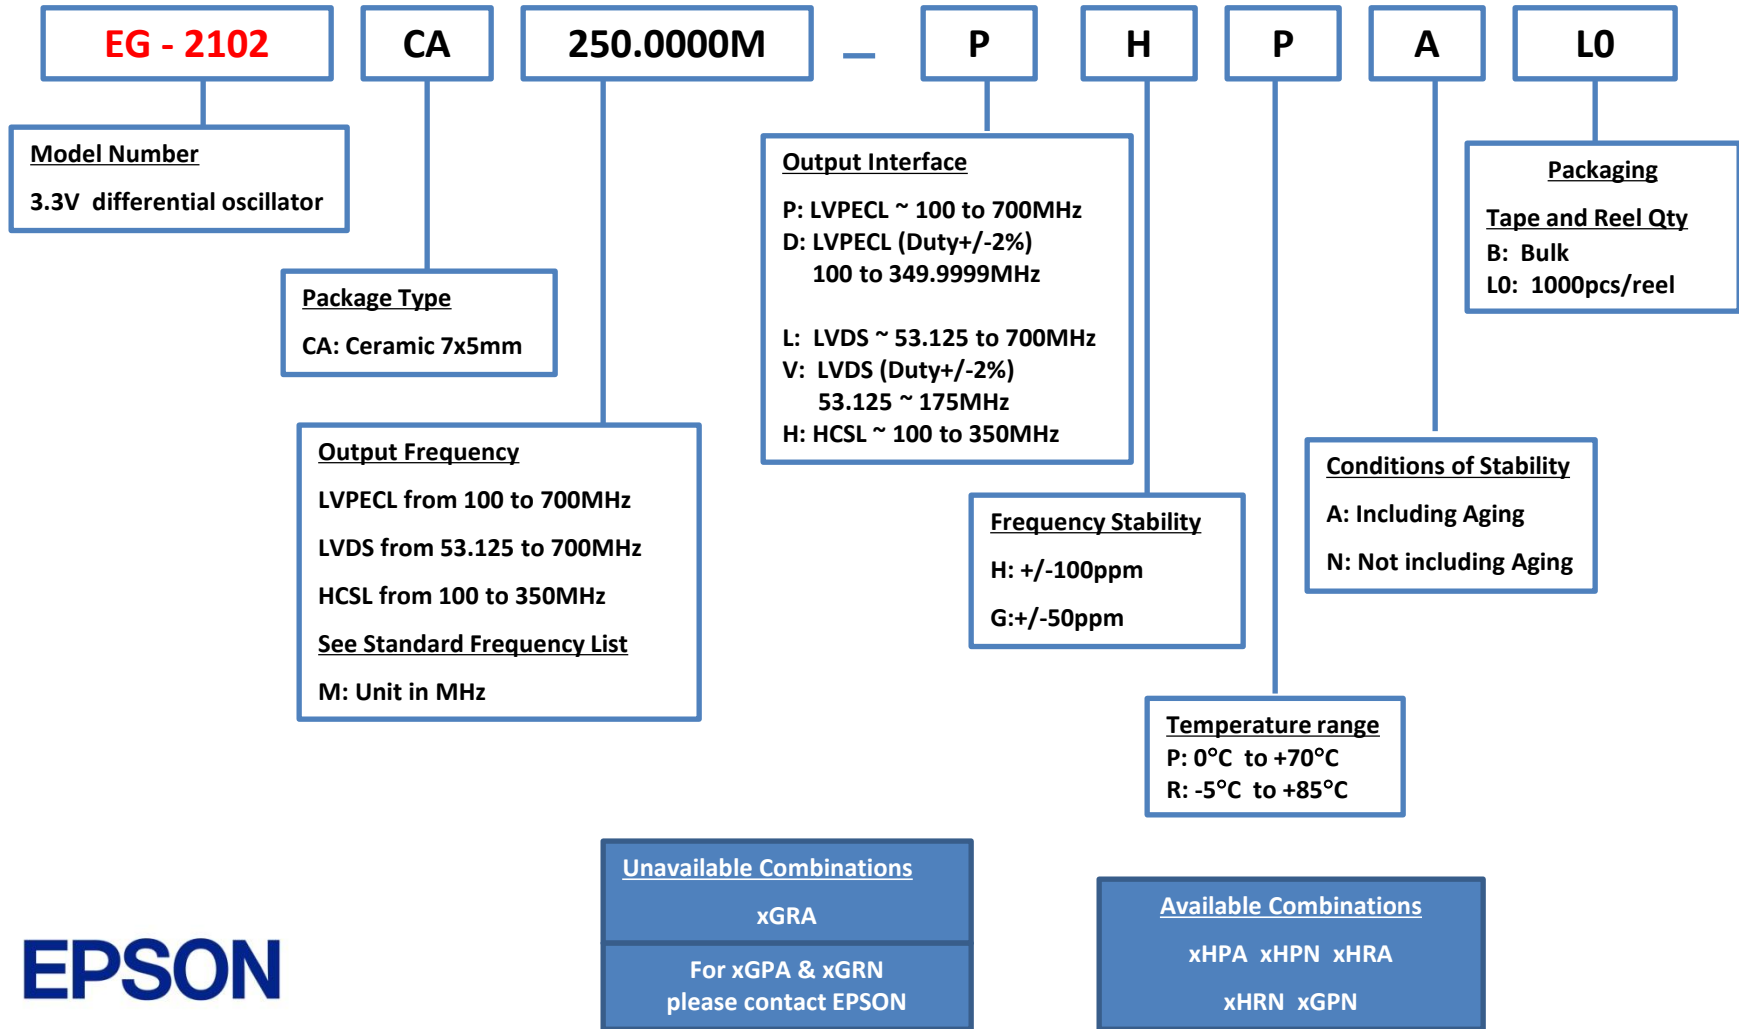 EG - 2102 CA 250.0000M _ P H P A L0
Model Number
3.3V differential oscillator
Package Type
CA: Ceramic 7x5mm
Output Frequency
LVPECL from 100 to 700MHz
LVDS from 53.125 to 700MHz
HCSL from 100 to 350MHz
See Standard Frequency List
M: Unit in MHz
Output Interface
P: LVPECL ~ 100 to 700MHz
D: LVPECL (Duty+/-2%)
100 to 349.9999MHz
L: LVDS ~ 53.125 to 700MHz
V: LVDS (Duty+/-2%)
53.125 ~ 175MHz
H: HCSL ~ 100 to 350MHz
Frequency Stability
H: +/-100ppm
G:+/-50ppm
Temperature range
P: 0°C to +70°C
R: -5°C to +85°C
Conditions of Stability
A: Including Aging
N: Not including Aging
Packaging
Tape and Reel Qty
B: Bulk
L0: 1000pcs/reel
Unavailable Combinations
xGRA
For xGPA & xGRN
please contact EPSON
Available Combinations
xHPA xHPN xHRA
xHRN xGPN
EPSON